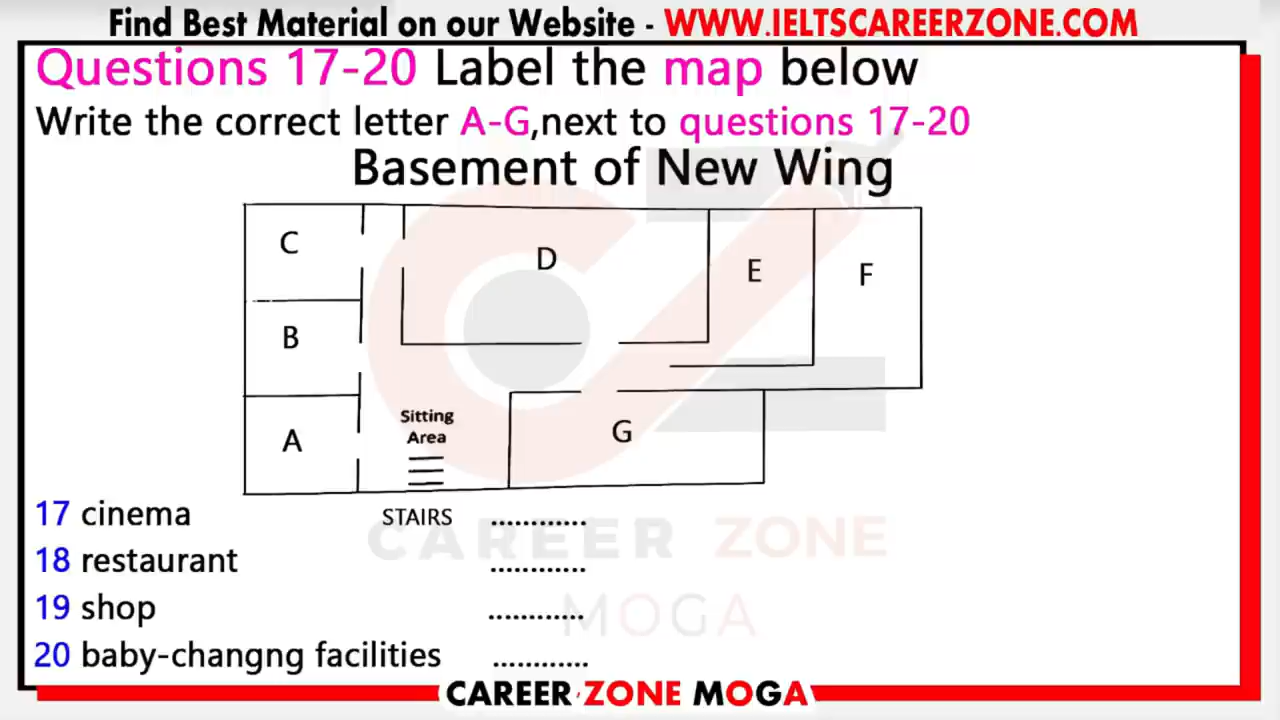 Find Best Material on our Website - WWW.IELTSCAREERZONE.COM
Questions 17-20 Label the map below
Write the correct letter A-G,next to questions 17-20
Basement of New Wing
C
D
E
F
B
Sitting
Area
A
G
17 cinema ............
STAIRS
18 restaurant ............
19 shop ............
20 baby-changng facilities ............
CAREER ZONE
MOGA
CAREER ZONE MOGA